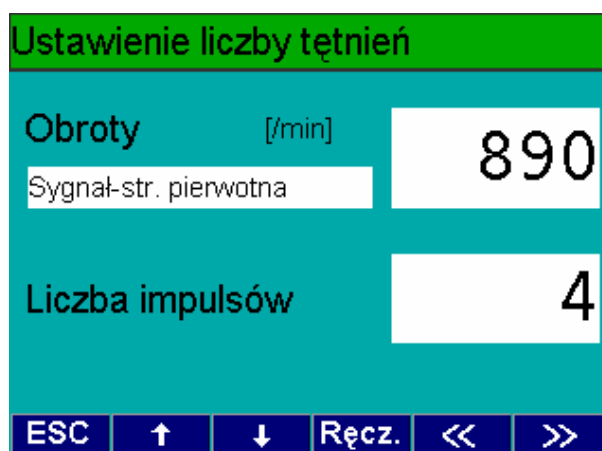 Ustawienie liczby tętnień
Obroty [/min] 890
Sygnał-str. pierwotna
Liczba impulsów 4
ESC ↑ ↓ Ręcz. << >>